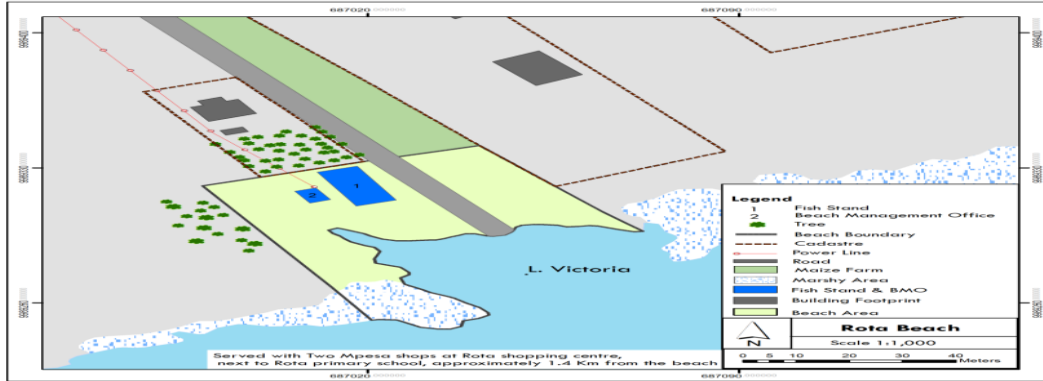 687020
687090
1
2
L. Victoria
Legend
1 Fish Stand
2 Beach Management Office
Tree
Beach Boundary
Cadastre
Power Line
Road
Maize Farm
Marshy Area
Fish Stand & BMO
Building Footprint
Beach Area
N
Rota Beach
Scale 1:1,000
0 5 10 20 30 40
Meters
Served with Two Mpesa shops at Rota shopping centre,
next to Rota primary school, approximately 1.4 Km from the beach
687020
687090